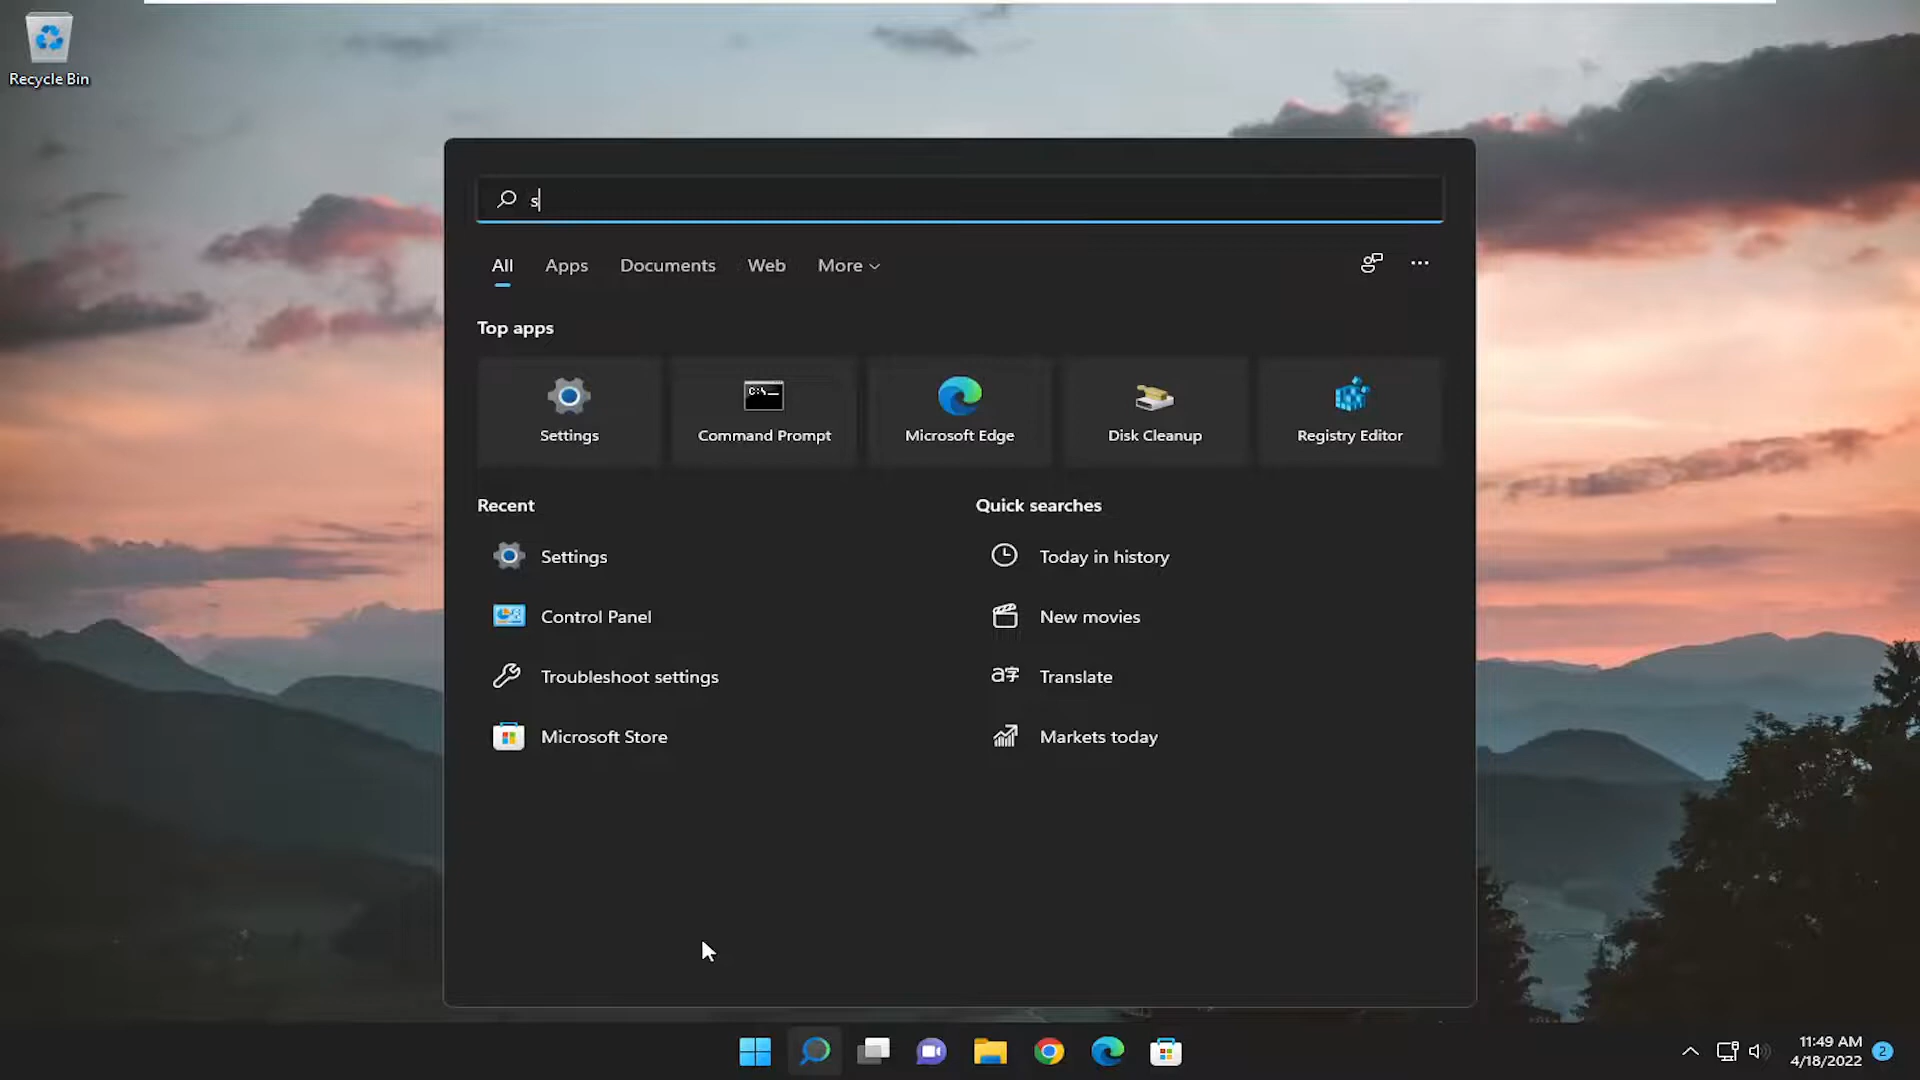 Recycle Bin
s
All Apps Documents Web More
Top apps
Settings Command Prompt Microsoft Edge Disk Cleanup Registry Editor
Recent Quick searches
Settings Today in history
Control Panel New movies
Troubleshoot settings Translate
Microsoft Store Markets today
11:49 AM
4/18/2022 2